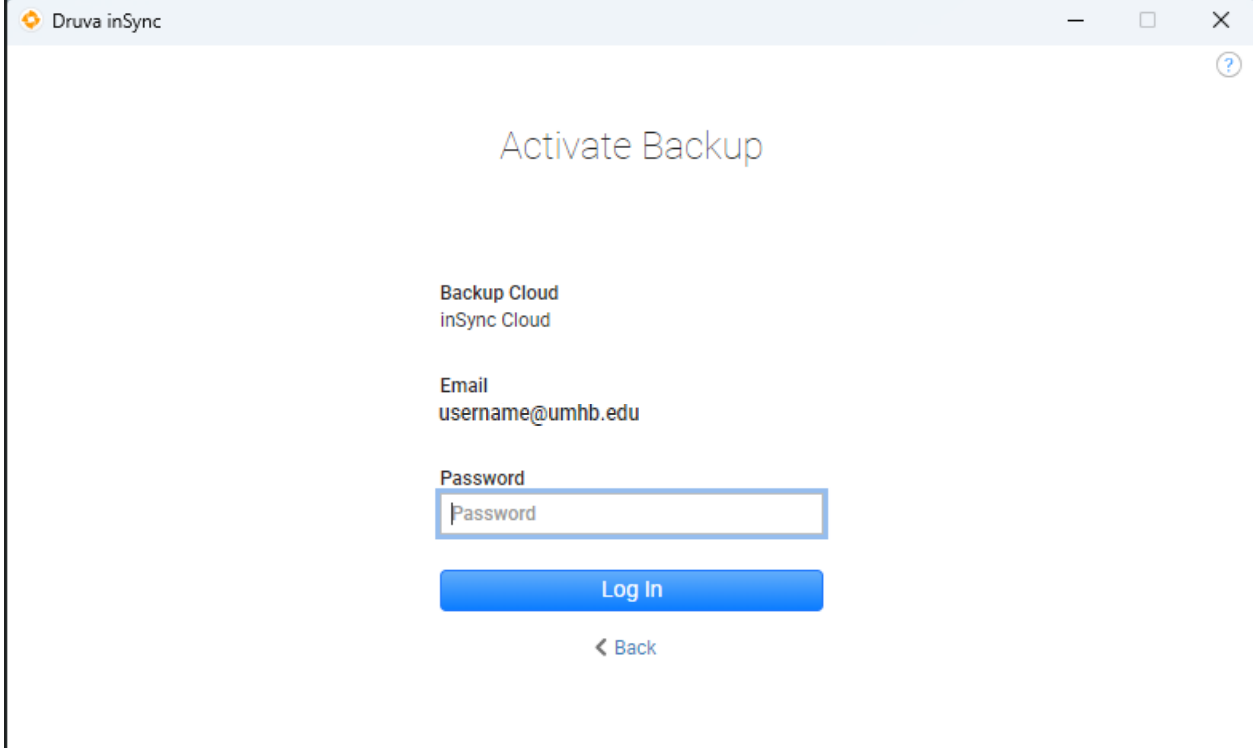 Druva inSync
?
Activate Backup
Backup Cloud
inSync Cloud
Email
username@umhb.edu
Password
Password
Log In
Back